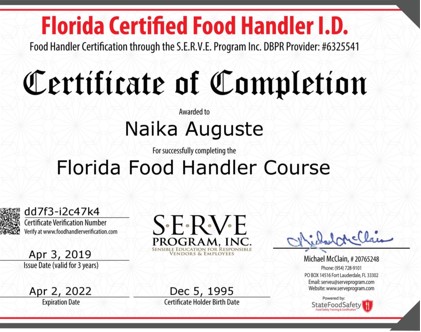 Florida Certified Food Handler I.D.
Food Handler Certification through the S.E.R.V.E. Program Inc. DBPR Provider: #6325541
Certificate of Completion
Awarded to
Naika Auguste
For successfully completing the
Florida Food Handler Course
dd7f3-i2c47k4
Certificate Verification Number
Verify at www.foodhandlerverification.com
Apr 3, 2019
Issue Date (valid for 3 years)
Apr 2, 2022
Expiration Date
S.E.R.V.E
PROGRAM, INC.
SENSIBLE EDUCATION FOR RESPONSIBLE
VENDORS & EMPLOYEES
Dec 5, 1995
Certificate Holder Birth Date
Michael McClain
Michael McClain, # 20765248
Phone: (954) 728-9101
PO BOX 14516 Fort Lauderdale, FL 33302
Email: serve@serveprogram.com
Website: www.serveprogram.com
Powered by:
StateFoodSafety